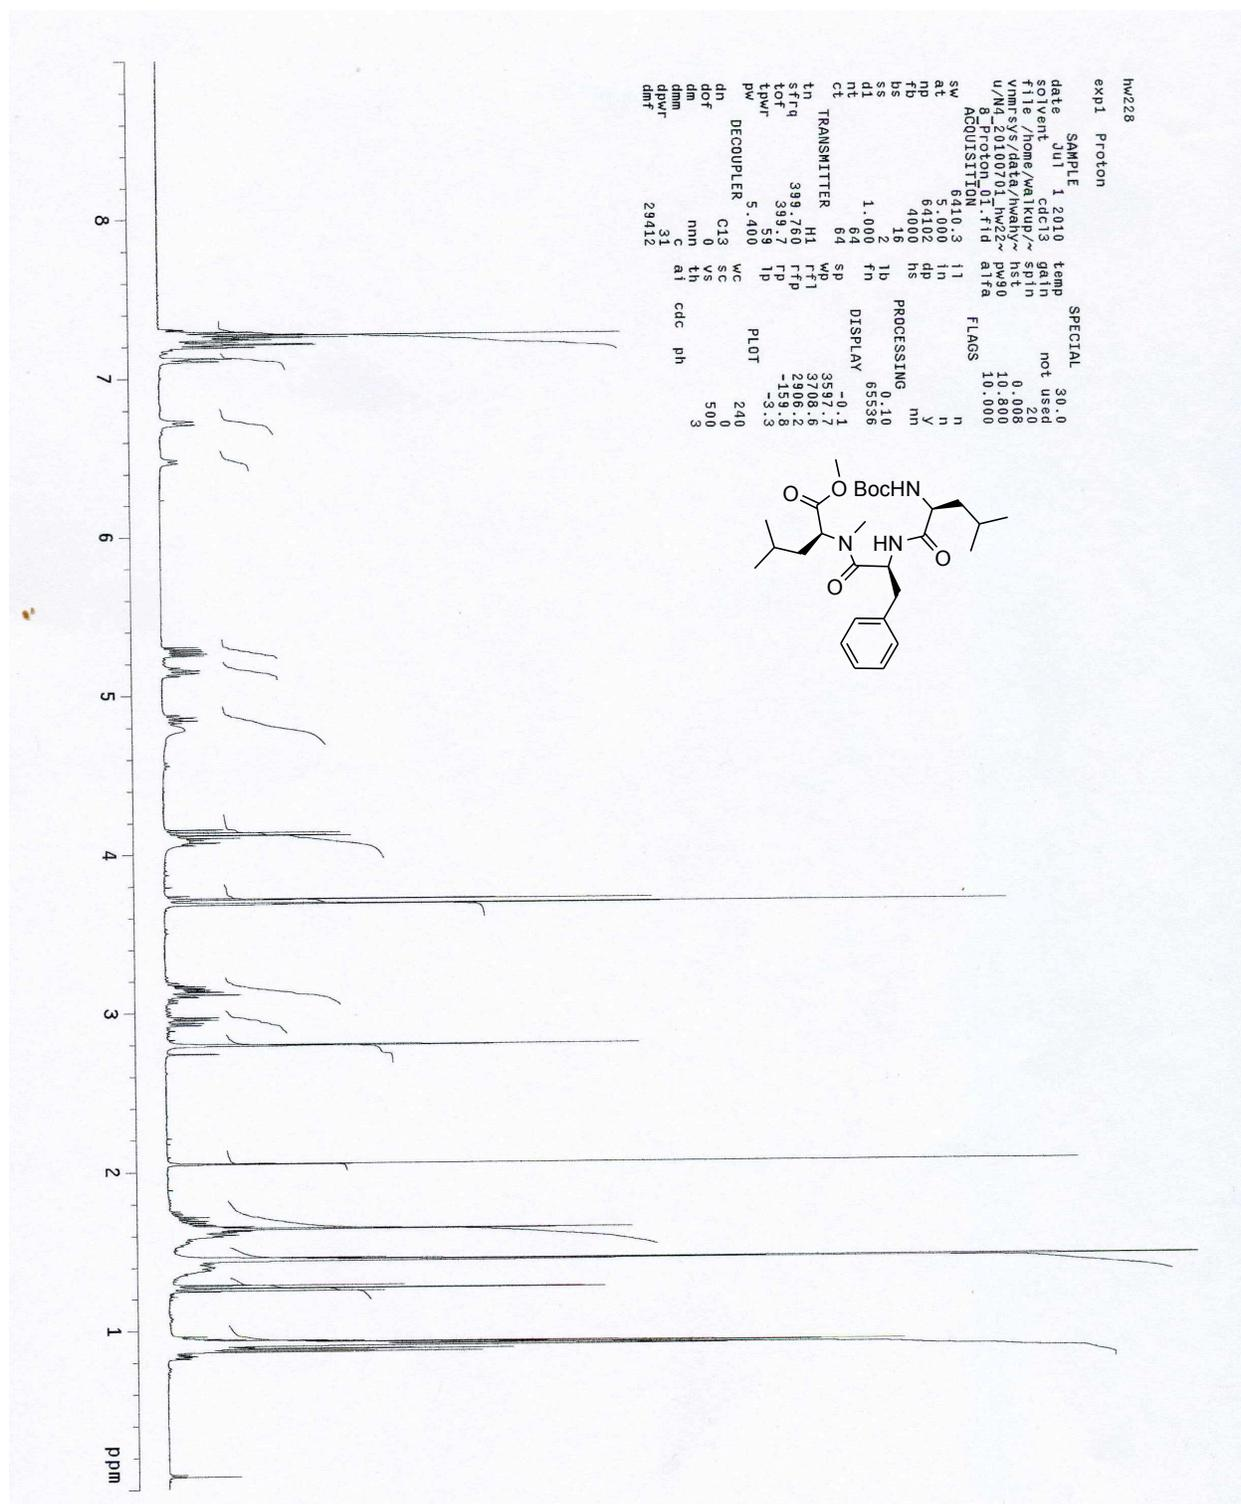 hw228
exp1 Proton
SAMPLE SPECIAL
date Jul 1 2010 temp 30.0
solvent cdcl3 gain not used
file /home/walkup/~ spin 20
vnmrsys/data/hwahy~ hst 0.008
u/N4_20100701_hw22~ pw90 10.800
8_Proton_01.fid alfa 10.000
ACQUISITION FLAGS
sw 6410.3 il n
at 5.000 in n
np 64102 dp y
fb 4000 hs nn
bs 16 PROCESSING
ss 2 lb 0.10
d1 1.000 fn 65536
nt 64 DISPLAY
ct 64 sp -0.1
TRANSMITTER wp 3597.7
tn H1 rfl 3708.6
sfrq 399.760 rfp 2906.2
tof 399.7 rp -159.8
tpwr 59 lp -3.3
pw 5.400 PLOT
DECOUPLER wc 240
dn C13 sc 0
dof 0 vs 500
dm nnn th 3
dmm c ai cdc ph
dpwr 31
dmf 29412
O
O
BocHN
N
HN
O
O
8 7 6 5 4 3 2 1 ppm